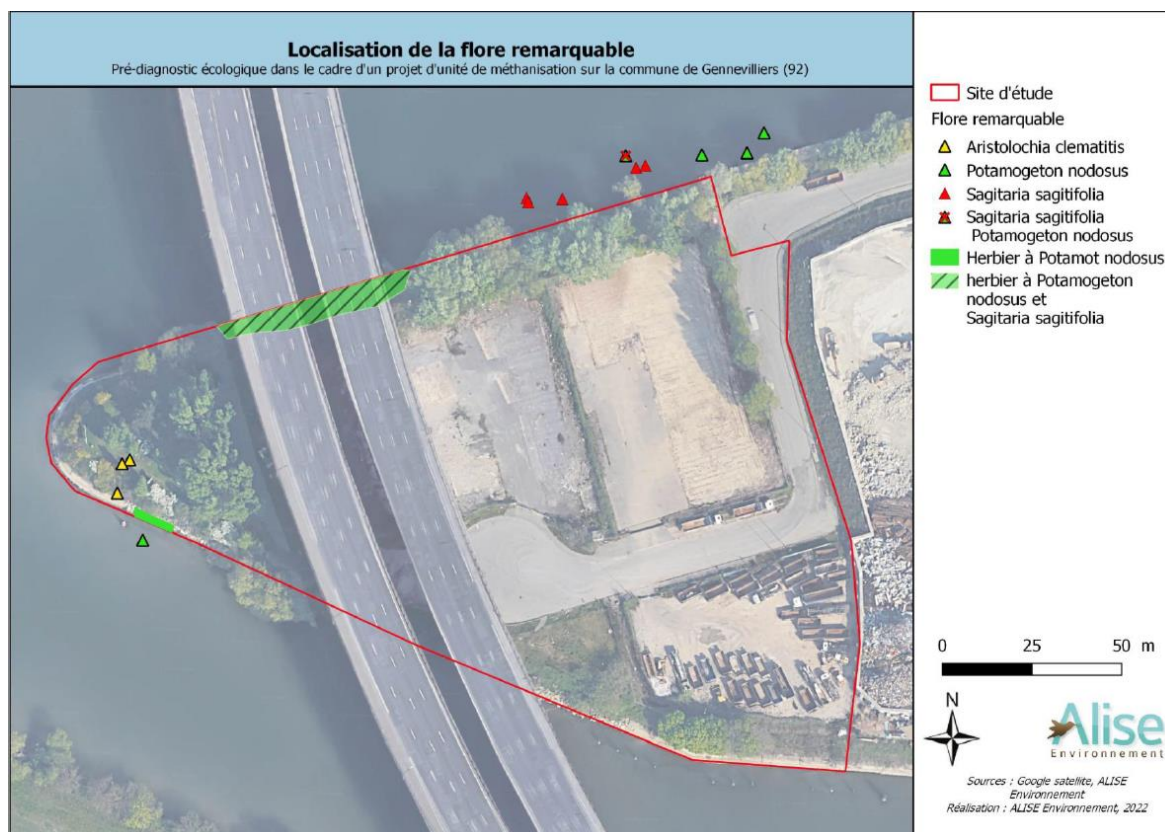 Localisation de la flore remarquable
Pré-diagnostic écologique dans le cadre d'un projet d'unité de méthanisation sur la commune de Gennevilliers (92)
Site d'étude
Flore remarquable
Aristolochia clematitis
Potamogeton nodosus
Sagitaria sagitifolia
Sagitaria sagitifolia
Potamogeton nodosus
Herbier à Potamot nodosus
herbier à Potamogeton
nodosus et
Sagitaria sagitifolia
0 25 50 m
N
Alise
Environnement
Sources : Google satellite, ALISE
Environnement
Réalisation : ALISE Environnement, 2022